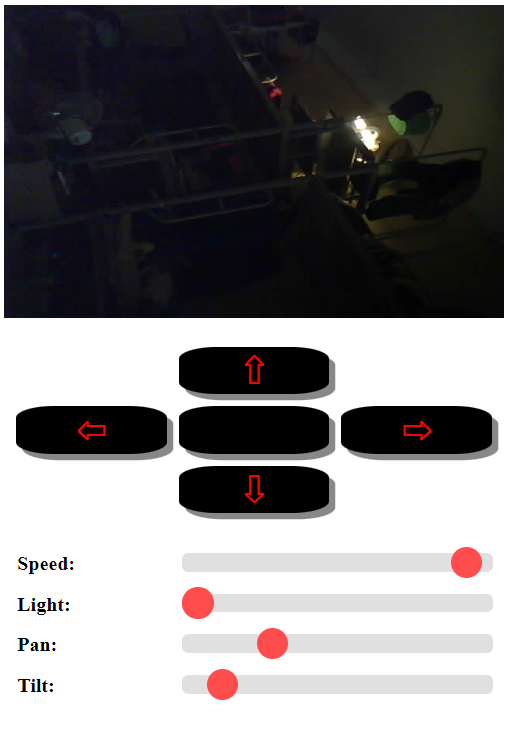 ⇧
⇦ ⇨
⇩
Speed:
Light:
Pan:
Tilt: